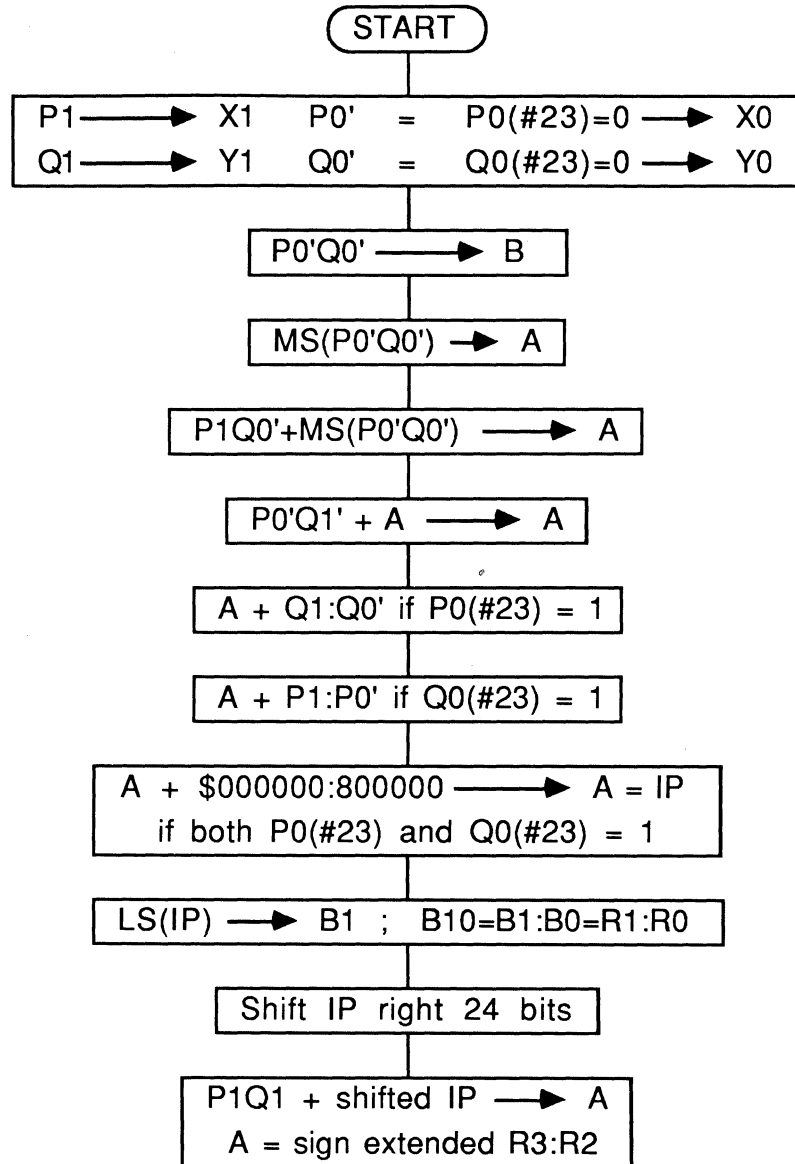 START
P1 ⟶ X1 P0' = P0(#23)=0 ⟶ X0
Q1 ⟶ Y1 Q0' = Q0(#23)=0 ⟶ Y0
P0'Q0' ⟶ B
MS(P0'Q0') ⟶ A
P1Q0'+MS(P0'Q0') ⟶ A
P0'Q1' + A ⟶ A
A + Q1:Q0' if P0(#23) = 1
A + P1:P0' if Q0(#23) = 1
A + $000000:800000 ⟶ A = IP
if both P0(#23) and Q0(#23) = 1
LS(IP) ⟶ B1 ; B10=B1:B0=R1:R0
Shift IP right 24 bits
P1Q1 + shifted IP ⟶ A
A = sign extended R3:R2